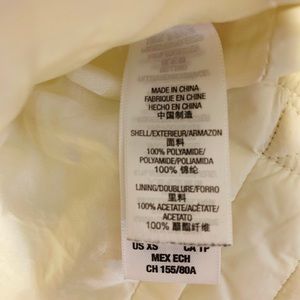 MADE IN CHINA
FABRIQUE EN CHINE
HECHO EN CHINA
中国制造
SHELL/EXTERIEUR/ARMAZON
面料
100% POLYAMIDE/
POLYAMIDE/POLIAMIDA
100% 锦纶
LINING/DOUBLURE/FORRO
里料
100% ACETATE/ACÉTATE/
ACETATO
100% 醋酯纤维
US XS CA TP
MEX ECH
CH 155/80A